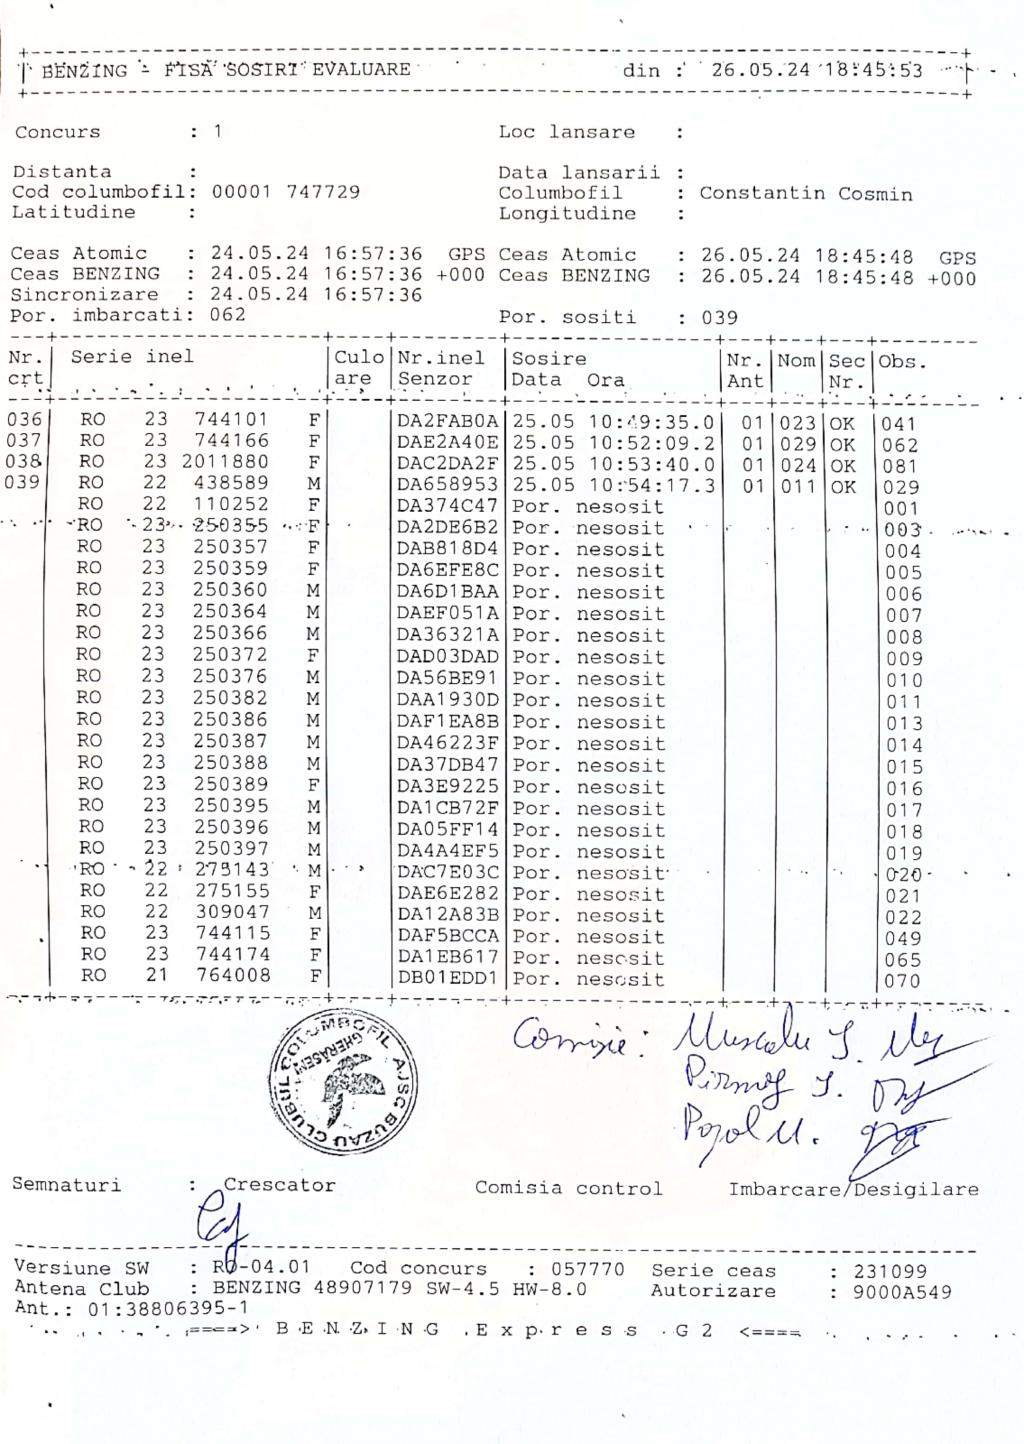 BENZING - FISA SOSIRI EVALUARE din : 26.05.24 18:45:53
Concurs : 1 Loc lansare :
Distanta : Data lansarii :
Cod columbofil: 00001 747729 Columbofil : Constantin Cosmin
Latitudine : Longitudine :
Ceas Atomic : 24.05.24 16:57:36 GPS Ceas Atomic : 26.05.24 18:45:48 GPS
Ceas BENZING : 24.05.24 16:57:36 +000 Ceas BENZING : 26.05.24 18:45:48 +000
Sincronizare : 24.05.24 16:57:36
Por. imbarcati: 062 Por. sositi : 039
Nr. Serie inel Culo Nr.inel Sosire Nr. Nom Sec Obs.
crt are Senzor Data Ora Ant Nr.
036 RO 23 744101 F DA2FAB0A 25.05 10:49:35.0 01 023 OK 041
037 RO 23 744166 F DAE2A40E 25.05 10:52:09.2 01 029 OK 062
038 RO 23 2011880 F DAC2DA2F 25.05 10:53:40.0 01 024 OK 081
039 RO 22 438589 M DA658953 25.05 10:54:17.3 01 011 OK 029
RO 22 110252 F DA374C47 Por. nesosit 001
RO 23 250355 F DA2DE6B2 Por. nesosit 003
RO 23 250357 F DAB818D4 Por. nesosit 004
RO 23 250359 F DA6EFE8C Por. nesosit 005
RO 23 250360 M DA6D1BAA Por. nesosit 006
RO 23 250364 M DAEF051A Por. nesosit 007
RO 23 250366 M DA36321A Por. nesosit 008
RO 23 250372 F DAD03DAD Por. nesosit 009
RO 23 250376 M DA56BE91 Por. nesosit 010
RO 23 250382 M DAA1930D Por. nesosit 011
RO 23 250386 M DAF1EA8B Por. nesosit 013
RO 23 250387 M DA46223F Por. nesosit 014
RO 23 250388 M DA37DB47 Por. nesosit 015
RO 23 250389 F DA3E9225 Por. nesosit 016
RO 23 250395 M DA1CB72F Por. nesosit 017
RO 23 250396 M DA05FF14 Por. nesosit 018
RO 23 250397 M DA4A4EF5 Por. nesosit 019
RO 22 275143 M DAC7E03C Por. nesosit 020
RO 22 275155 F DAE6E282 Por. nesosit 021
RO 22 309047 M DA12A83B Por. nesosit 022
RO 23 744115 F DAF5BCCA Por. nesosit 049
RO 23 744174 F DA1EB617 Por. nesosit 065
RO 21 764008 F DB01EDD1 Por. nesosit 070
CLUBUL COLUMBOFIL AJSC BUZAU
GHERĂSENI
Comisie: Muscalu S.
J.
Popol M.
Semnaturi : Crescator Comisia control Imbarcare/Desigilare
Versiune SW : RO-04.01 Cod concurs : 057770 Serie ceas : 231099
Antena Club : BENZING 48907179 SW-4.5 HW-8.0 Autorizare : 9000A549
Ant.: 01:38806395-1
====> B E N Z I N G E x p r e s s G 2 <====